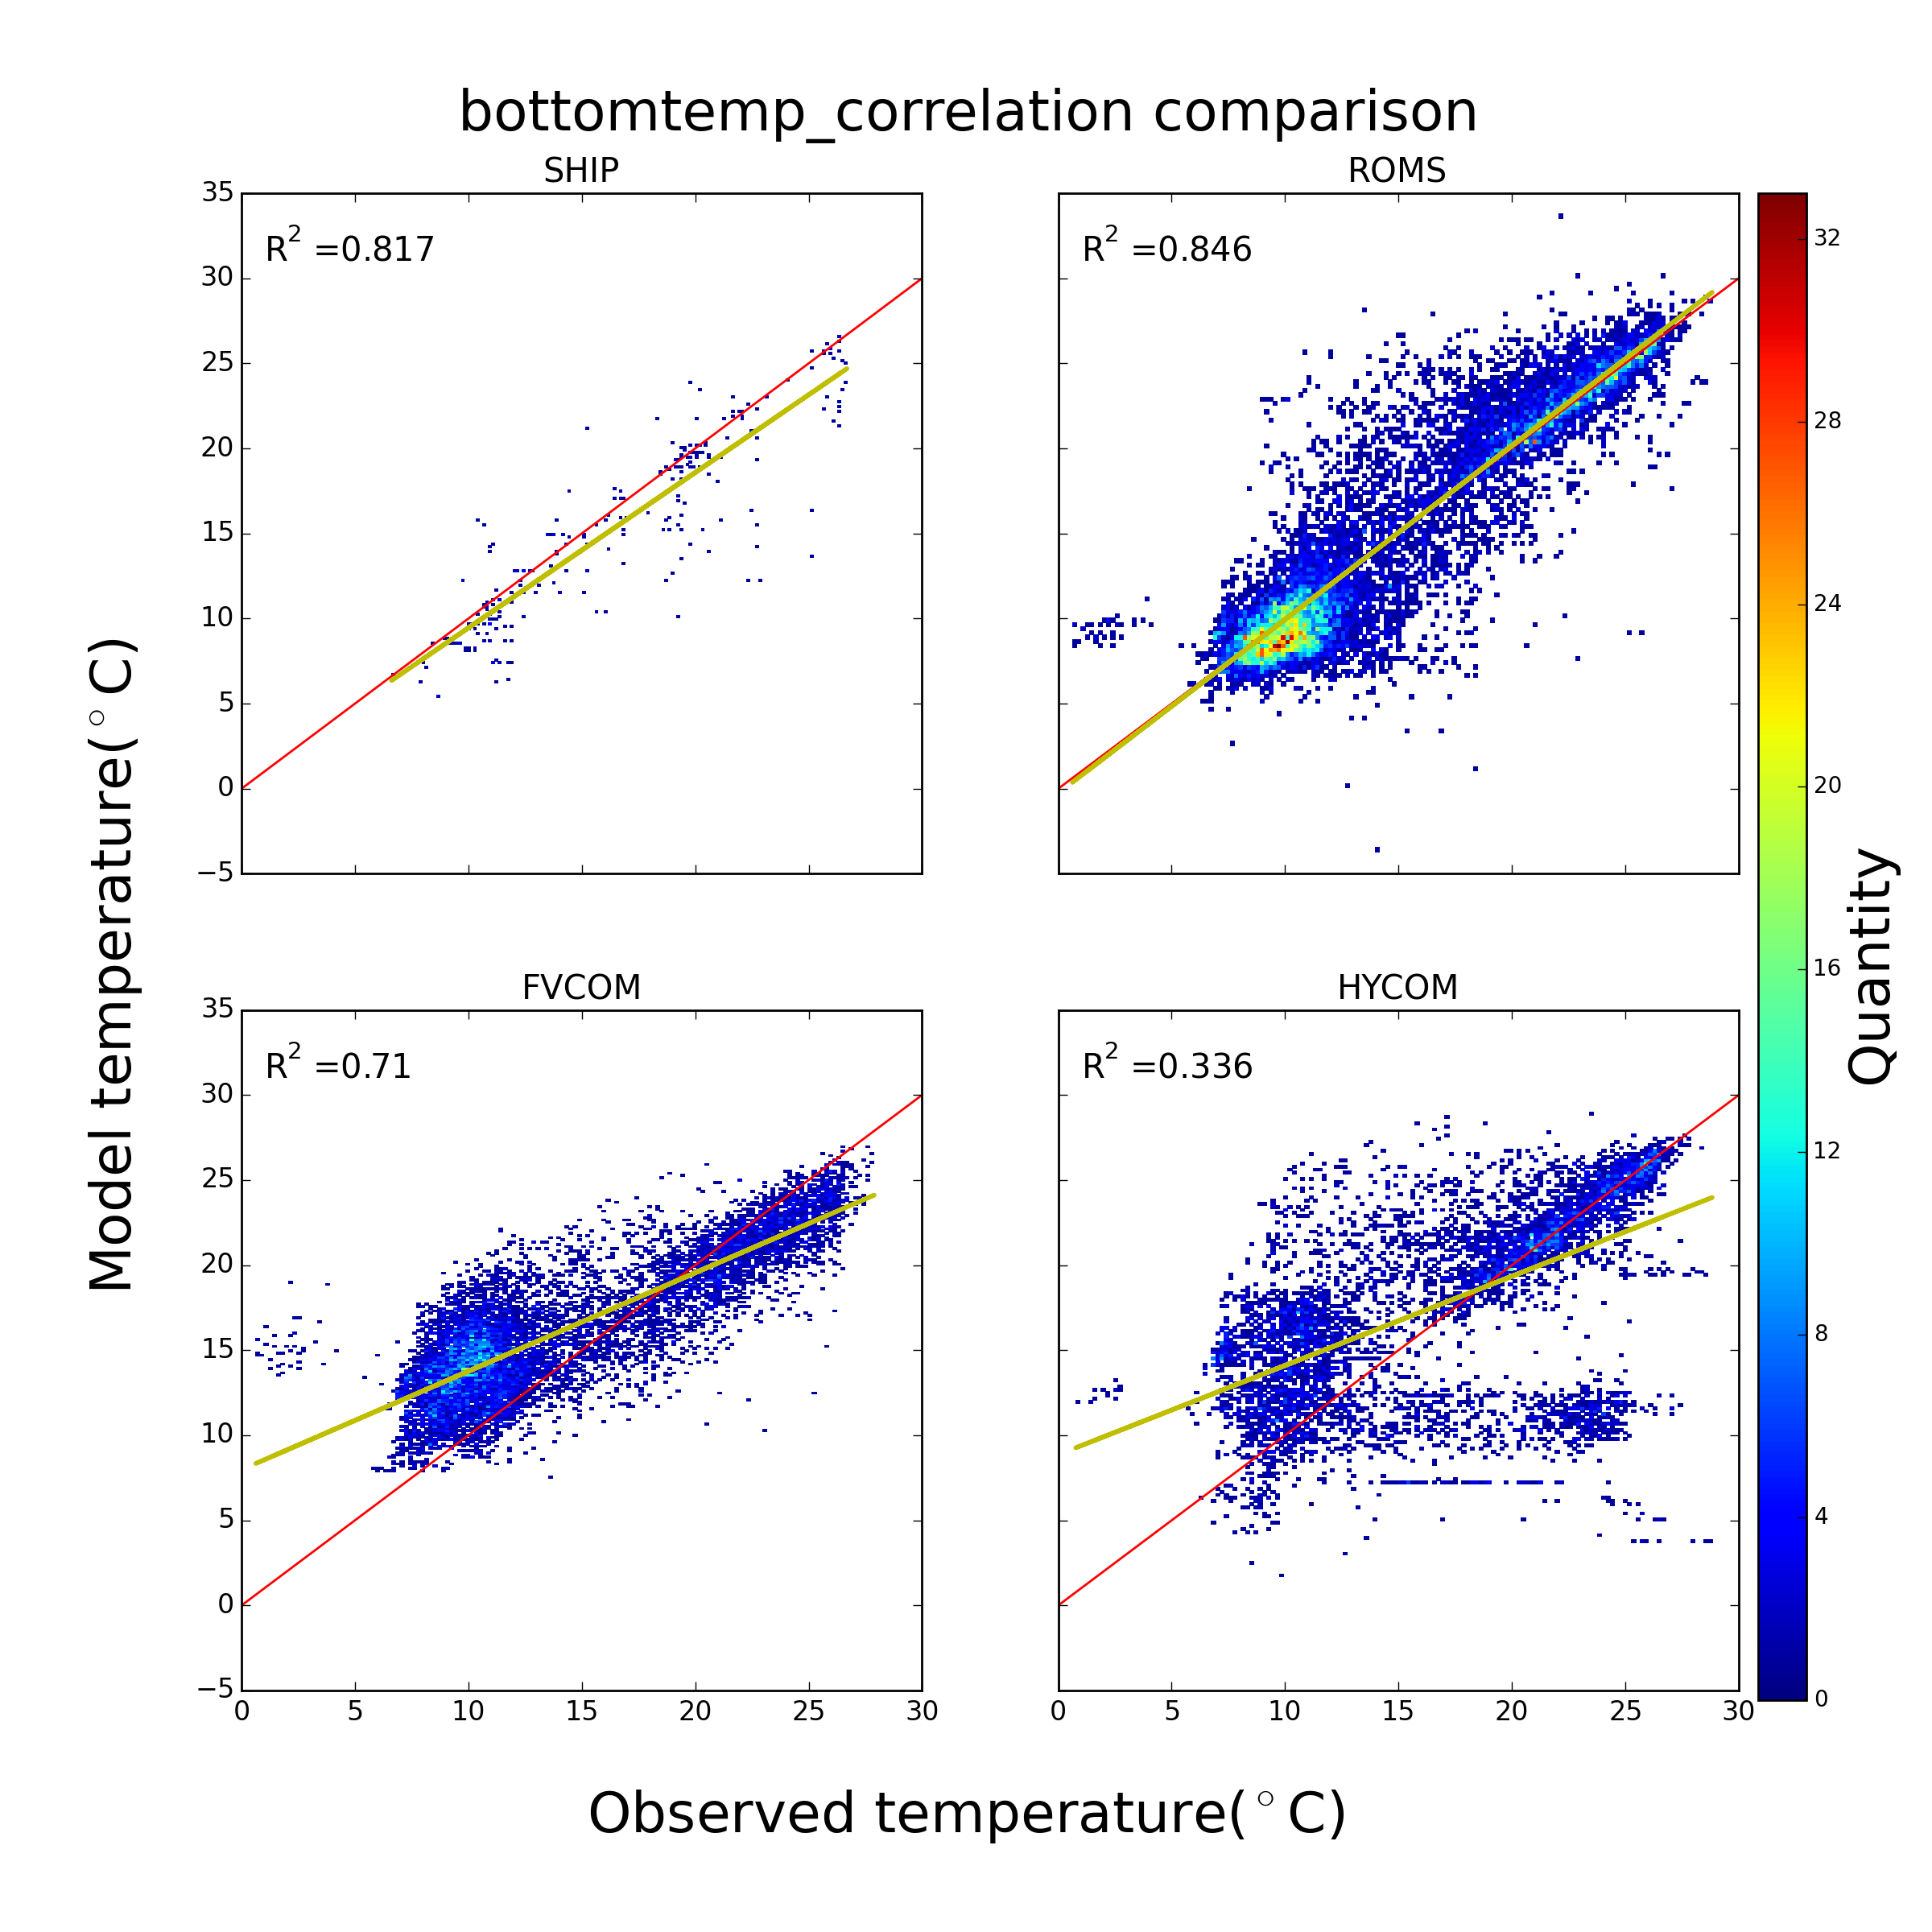 bottomtemp_correlation comparison
SHIP
ROMS
35
30
25
20
15
10
5
0
−5
R² =0.817
R² =0.846
32
28
24
20
16
12
8
4
0
Quantity
Model temperature(°C)
FVCOM
HYCOM
35
30
25
20
15
10
5
0
−5
R² =0.71
R² =0.336
0 5 10 15 20 25 30
0 5 10 15 20 25 30
Observed temperature(°C)